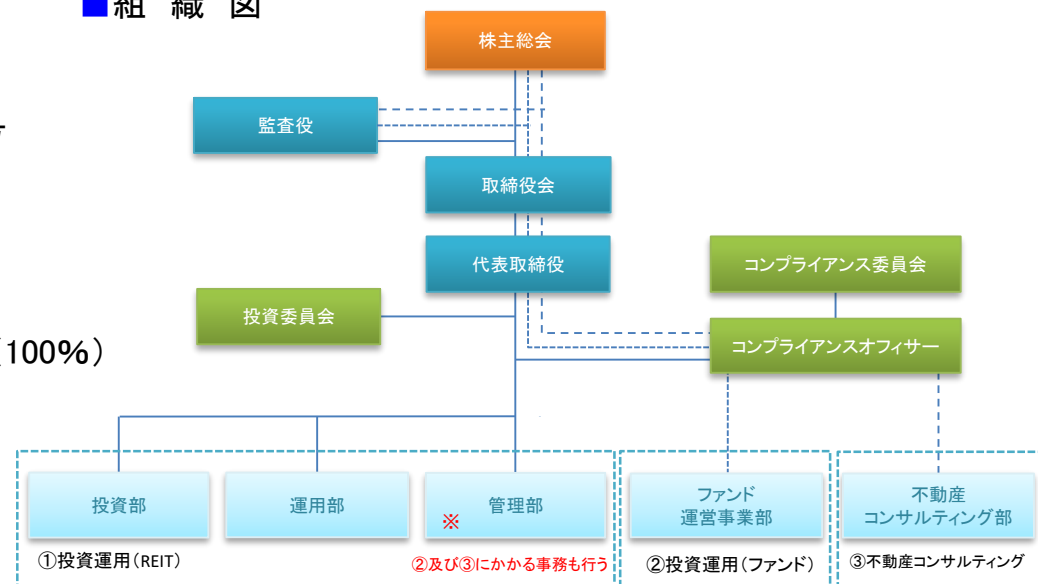 ■組 織 図
株主総会
監査役
取締役会
代表取締役
コンプライアンス委員会
投資委員会
コンプライアンスオフィサー
(100%)
投資部
運用部
管理部
※
ファンド
運営事業部
不動産
コンサルティング部
①投資運用(REIT)
②及び③にかかる事務も行う
②投資運用(ファンド)
③不動産コンサルティング